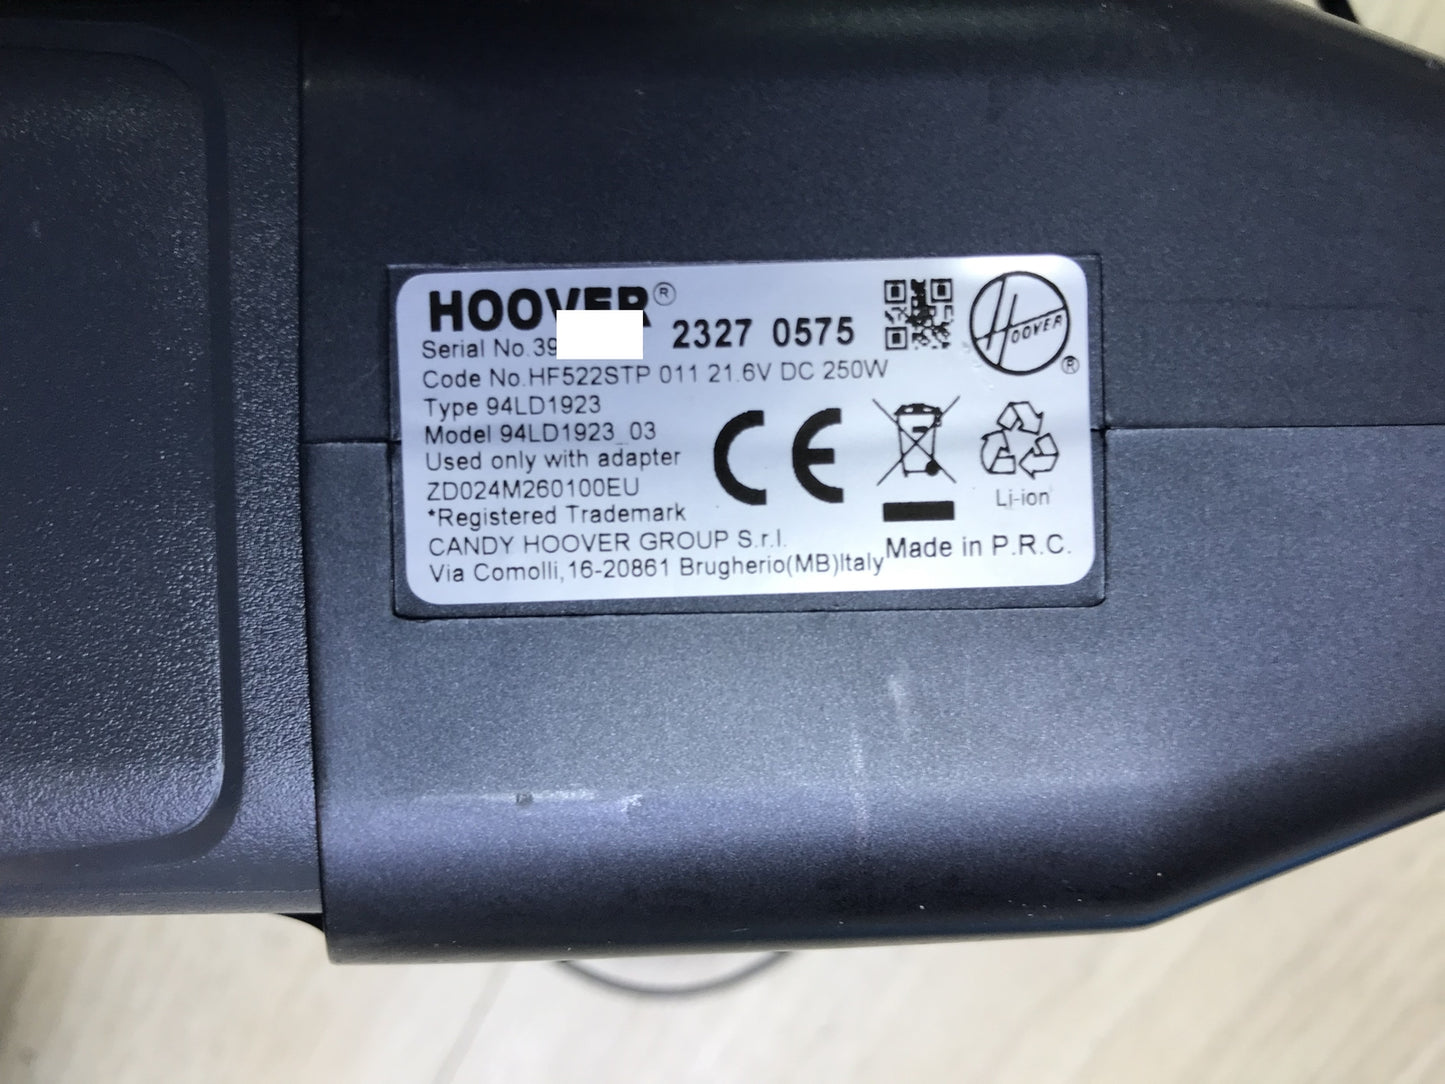 HOOVER®
Serial No.39 2327 0575
Code No.HF522STP 011 21.6V DC 250W
Type 94LD1923
Model 94LD1923_03
Used only with adapter
ZD024M260100EU
*Registered Trademark
CANDY HOOVER GROUP S.r.l.
Via Comolli,16-20861 Brugherio(MB)Italy
HOOVER
®
CE
Li-ion
Made in P.R.C.